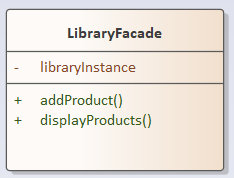 LibraryFacade
- libraryInstance
+ addProduct()
+ displayProducts()